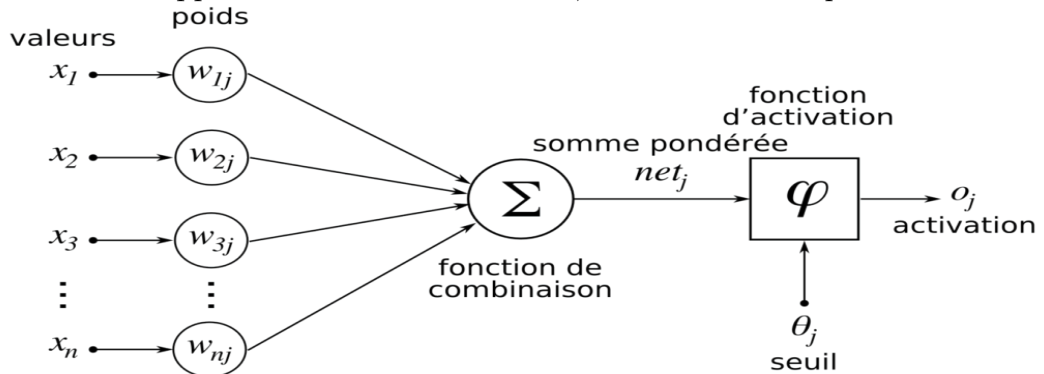 poids
valeurs
x₁
w₁ⱼ
x₂
w₂ⱼ
x₃
w₃ⱼ
⋮ ⋮
xₙ
wₙⱼ
Σ
fonction de
combinaison
somme pondérée
netⱼ
fonction
d’activation
φ
oⱼ
activation
θⱼ
seuil